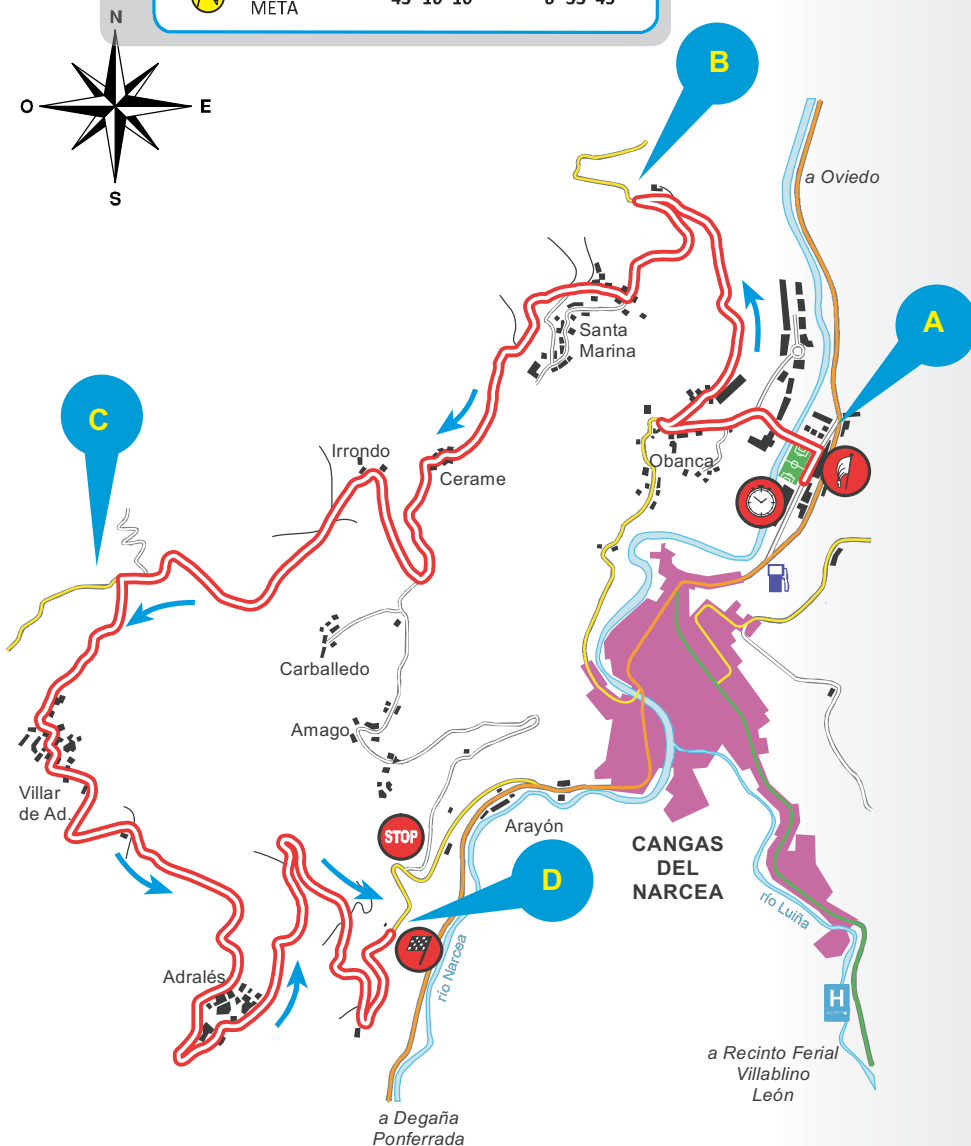 META
N
O
E
S
B
a Oviedo
A
Santa
Marina
C
Irrondo
Cerame
Obanca
Carballedo
Amago
Villar
de Ad.
STOP
Arayón
CANGAS
DEL
NARCEA
D
río Luiña
río Narcea
Adralés
H
a Recinto Ferial
Villablino
León
a Degaña
Ponferrada